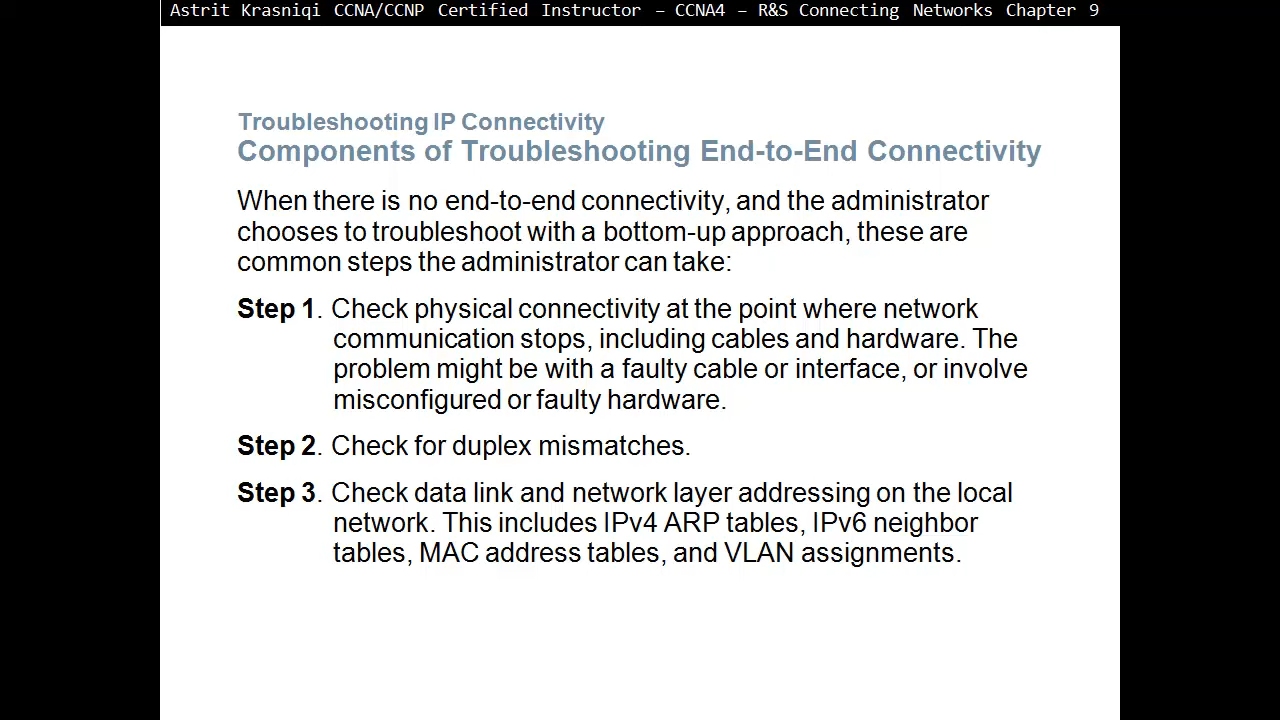 Astrit Krasniqi CCNA/CCNP Certified Instructor – CCNA4 – R&S Connecting Networks Chapter 9
Troubleshooting IP Connectivity
Components of Troubleshooting End-to-End Connectivity
When there is no end-to-end connectivity, and the administrator
chooses to troubleshoot with a bottom-up approach, these are
common steps the administrator can take:
Step 1. Check physical connectivity at the point where network
communication stops, including cables and hardware. The
problem might be with a faulty cable or interface, or involve
misconfigured or faulty hardware.
Step 2. Check for duplex mismatches.
Step 3. Check data link and network layer addressing on the local
network. This includes IPv4 ARP tables, IPv6 neighbor
tables, MAC address tables, and VLAN assignments.